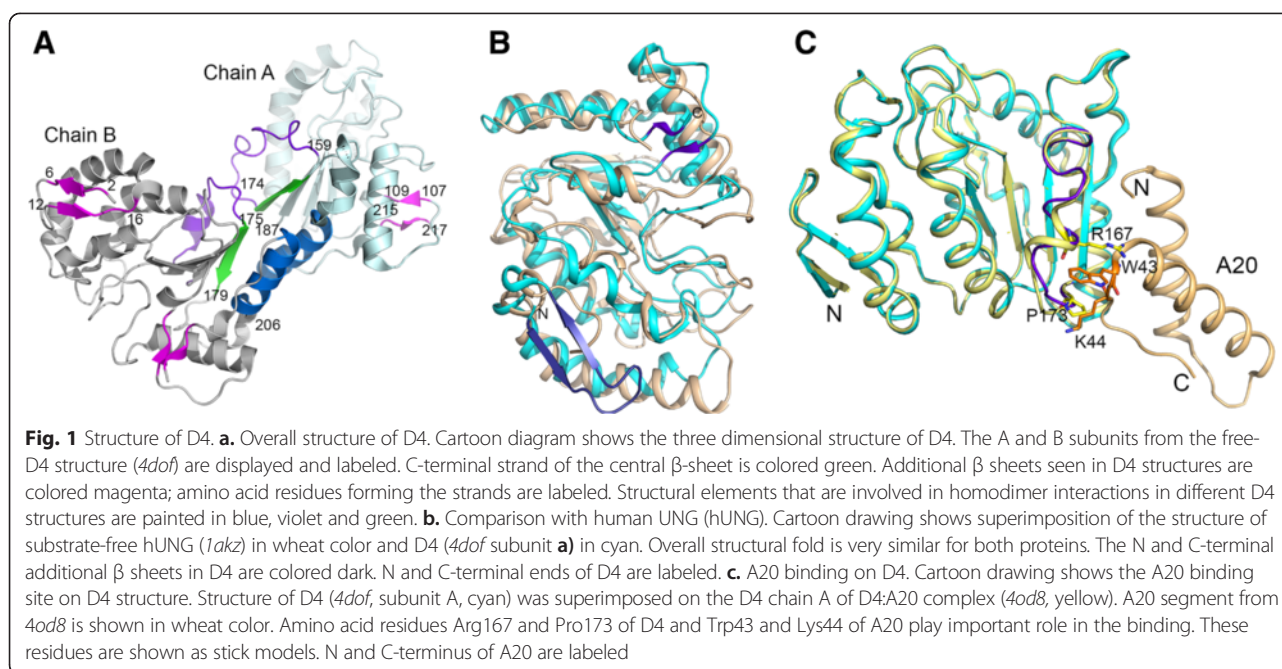 A
B
C
Chain A
Chain B
6
2
12
16
174
159
175
187
179
206
109
107
215
217
N
C
N
R167
W43
A20
P173
K44
N
C
Fig. 1 Structure of D4. a. Overall structure of D4. Cartoon diagram shows the three dimensional structure of D4. The A and B subunits from the free-
D4 structure (4dof) are displayed and labeled. C-terminal strand of the central β-sheet is colored green. Additional β sheets seen in D4 structures are
colored magenta; amino acid residues forming the strands are labeled. Structural elements that are involved in homodimer interactions in different D4
structures are painted in blue, violet and green. b. Comparison with human UNG (hUNG). Cartoon drawing shows superimposition of the structure of
substrate-free hUNG (1akz) in wheat color and D4 (4dof subunit a) in cyan. Overall structural fold is very similar for both proteins. The N and C-terminal
additional β sheets in D4 are colored dark. N and C-terminal ends of D4 are labeled. c. A20 binding on D4. Cartoon drawing shows the A20 binding
site on D4 structure. Structure of D4 (4dof, subunit A, cyan) was superimposed on the D4 chain A of D4:A20 complex (4od8, yellow). A20 segment from
4od8 is shown in wheat color. Amino acid residues Arg167 and Pro173 of D4 and Trp43 and Lys44 of A20 play important role in the binding. These
residues are shown as stick models. N and C-terminus of A20 are labeled